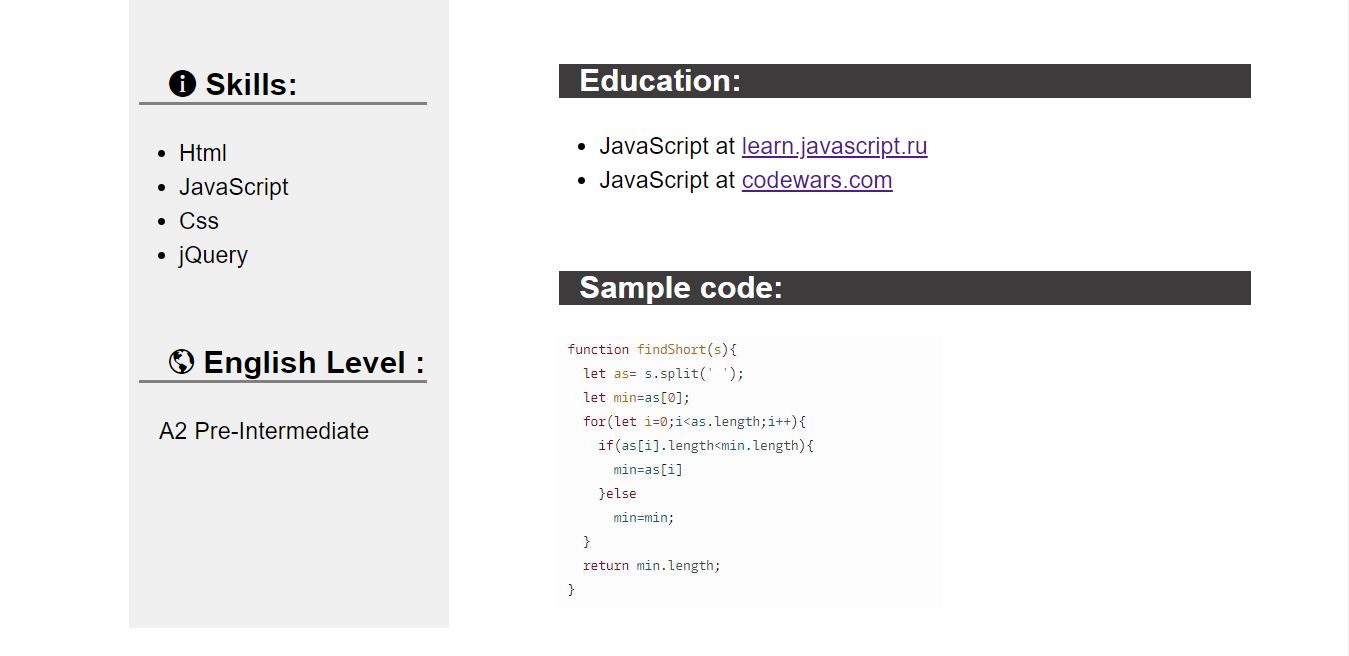 Skills:
Html
JavaScript
Css
jQuery
English Level :
A2 Pre-Intermediate
Education:
JavaScript at learn.javascript.ru
JavaScript at codewars.com
Sample code:
function findShort(s){
  let as= s.split(' ');
  let min=as[0];
  for(let i=0;i<as.length;i++){
    if(as[i].length<min.length){
      min=as[i]
    }else
      min=min;
  }
  return min.length;
}